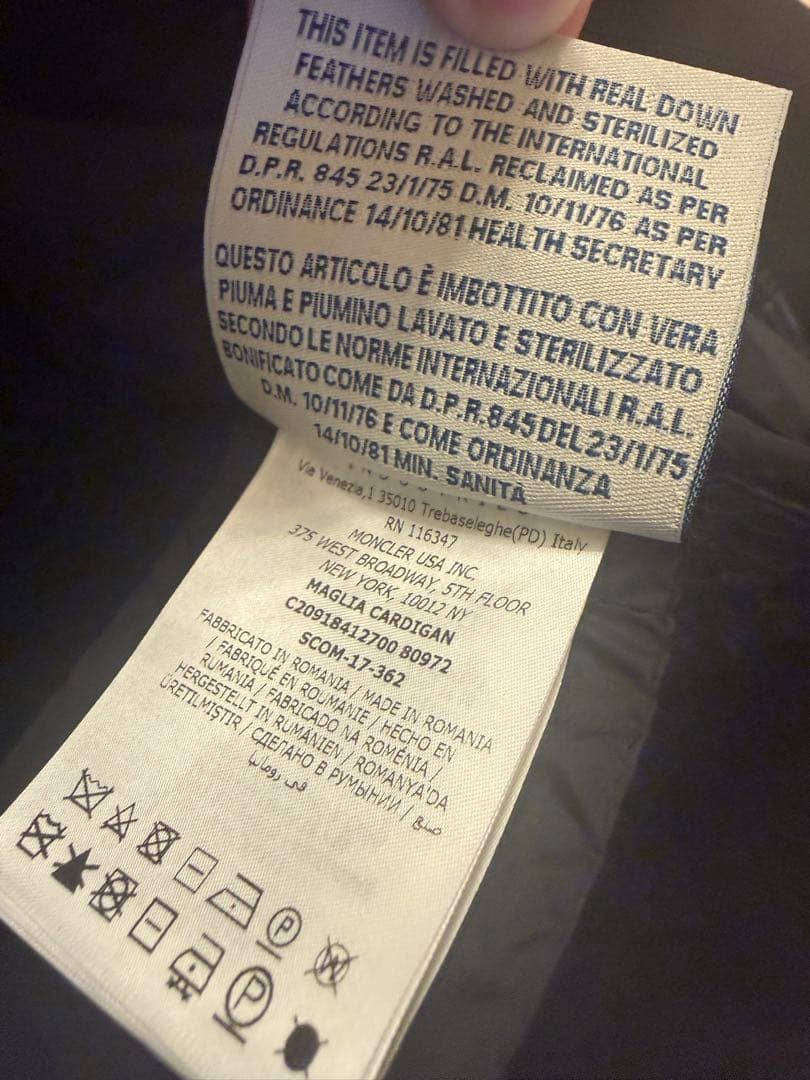 THIS ITEM IS FILLED WITH REAL DOWN
FEATHERS WASHED AND STERILIZED
ACCORDING TO THE INTERNATIONAL
REGULATIONS R.A.L. RECLAIMED AS PER
D.P.R. 845 23/1/75 D.M. 10/11/76 AS PER
ORDINANCE 14/10/81 HEALTH SECRETARY
QUESTO ARTICOLO È IMBOTTITO CON VERA
PIUMA E PIUMINO LAVATO E STERILIZZATO
SECONDO LE NORME INTERNAZIONALI R.A.L.
BONIFICATO COME DA D.P.R. 845 DEL 23/1/75
D.M. 10/11/76 E COME ORDINANZA
14/10/81 MIN. SANITÀ
Via Venezia,1 35010 Trebaseleghe(PD) Italy
RN 116347
MONCLER USA INC.
375 WEST BROADWAY, 5TH FLOOR
NEW YORK, 10012 NY
MAGLIA CARDIGAN
C20918412700 80972
SCOM-17-362
FABBRICATO IN ROMANIA / MADE IN ROMANIA
/ FABRIQUÉ EN ROUMANIE / HECHO EN
RUMANIA / FABRICADO NA ROMÉNIA /
HERGESTELLT IN RUMÄNIEN / ROMANYA'DA
ÜRETILMIŞTIR / СДЕЛАНО В РУМЫНИИ / صنع
في رومانيا
P
W
P